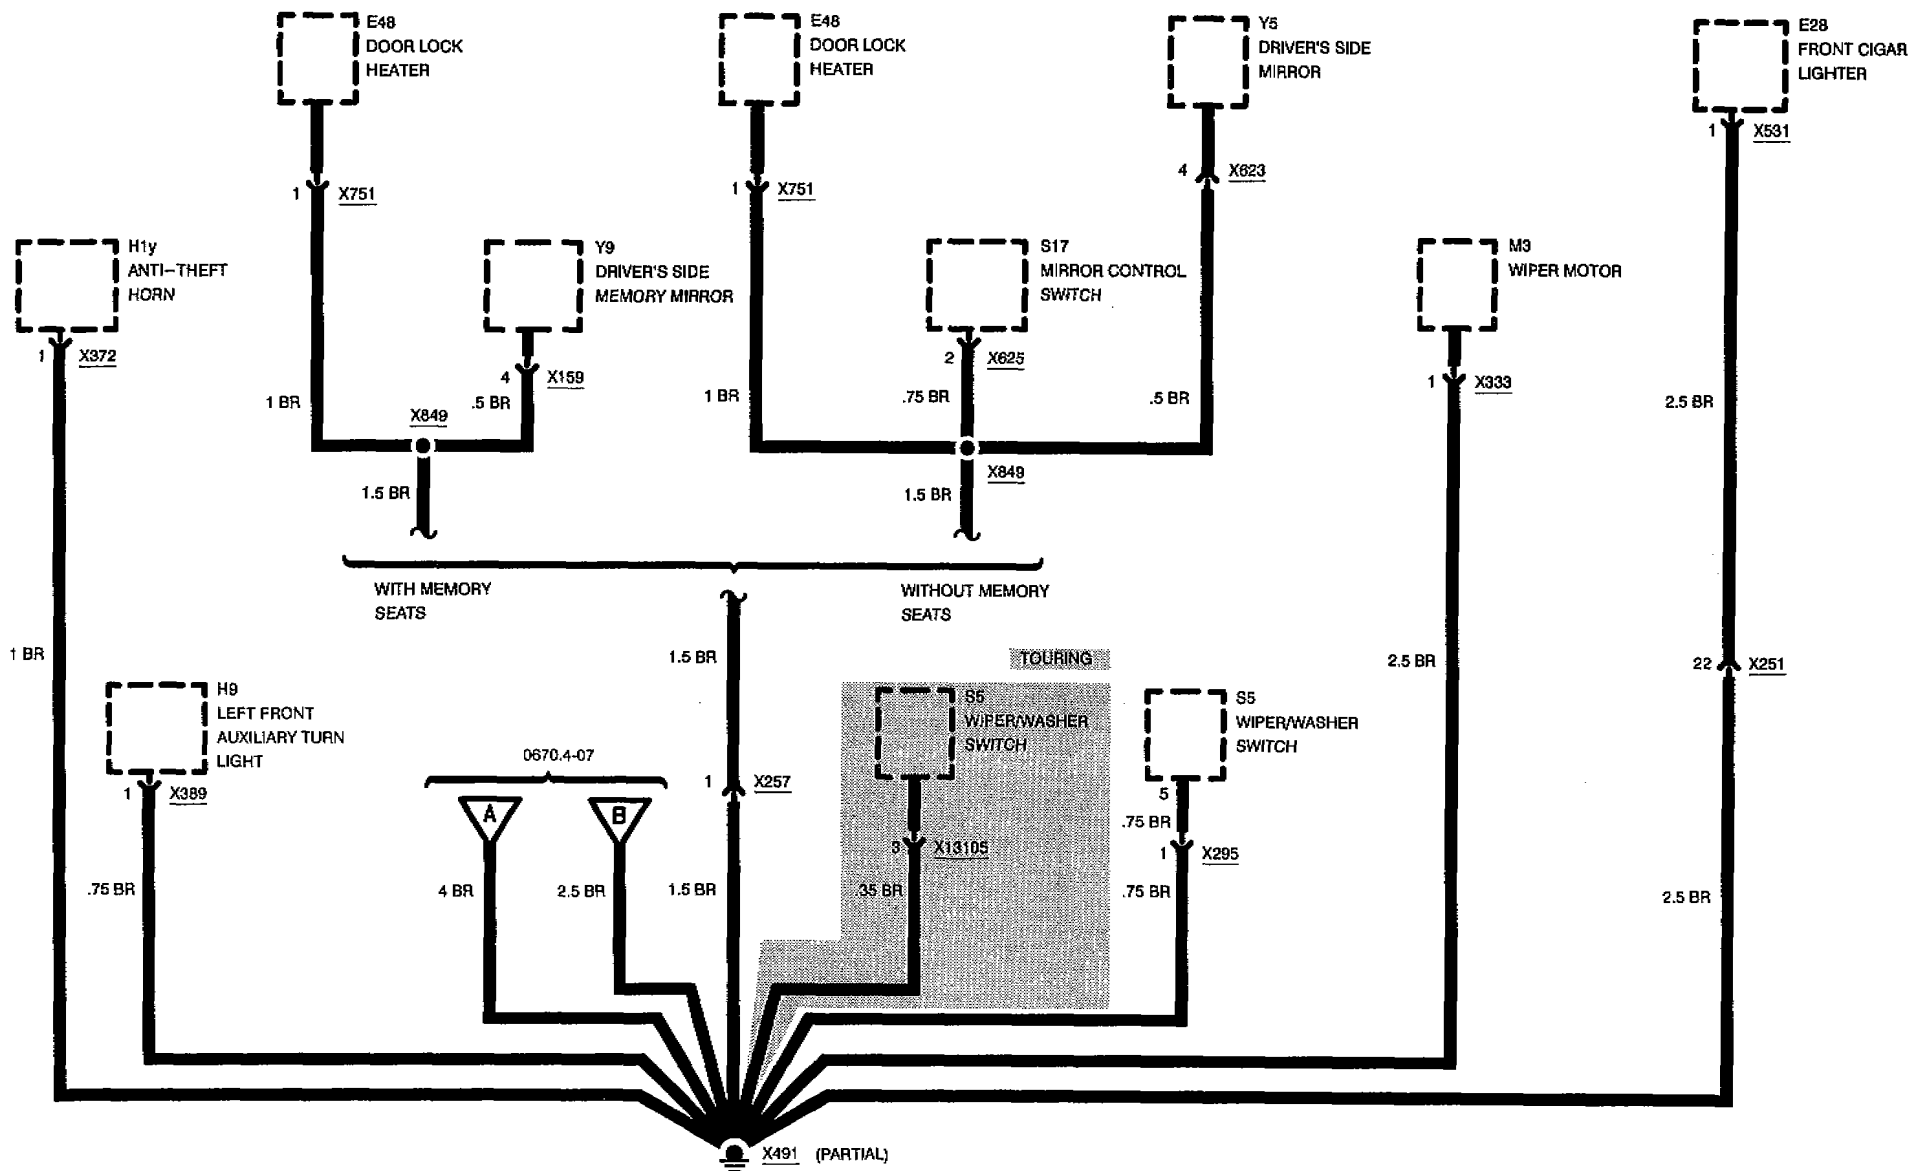 E48
DOOR LOCK
HEATER
E48
DOOR LOCK
HEATER
Y5
DRIVER'S SIDE
MIRROR
E28
FRONT CIGAR
LIGHTER
1 X531
4 X623
1 X751
1 X751
H1y
ANTI-THEFT
HORN
Y9
DRIVER'S SIDE
MEMORY MIRROR
S17
MIRROR CONTROL
SWITCH
M3
WIPER MOTOR
1 X372
4 X159
2 X625
1 X333
1 BR
.5 BR
1 BR
.75 BR
.5 BR
2.5 BR
X849
X849
1.5 BR
1.5 BR
WITH MEMORY
SEATS
WITHOUT MEMORY
SEATS
1 BR
1.5 BR
TOURING
2.5 BR
22 X251
H9
LEFT FRONT
AUXILIARY TURN
LIGHT
S5
WIPER/WASHER
SWITCH
S5
WIPER/WASHER
SWITCH
0670.4-07
1 X389
1 X257
5
A
B
.75 BR
3 X13105
1 X295
.75 BR
4 BR
2.5 BR
1.5 BR
.35 BR
.75 BR
2.5 BR
X491 (PARTIAL)